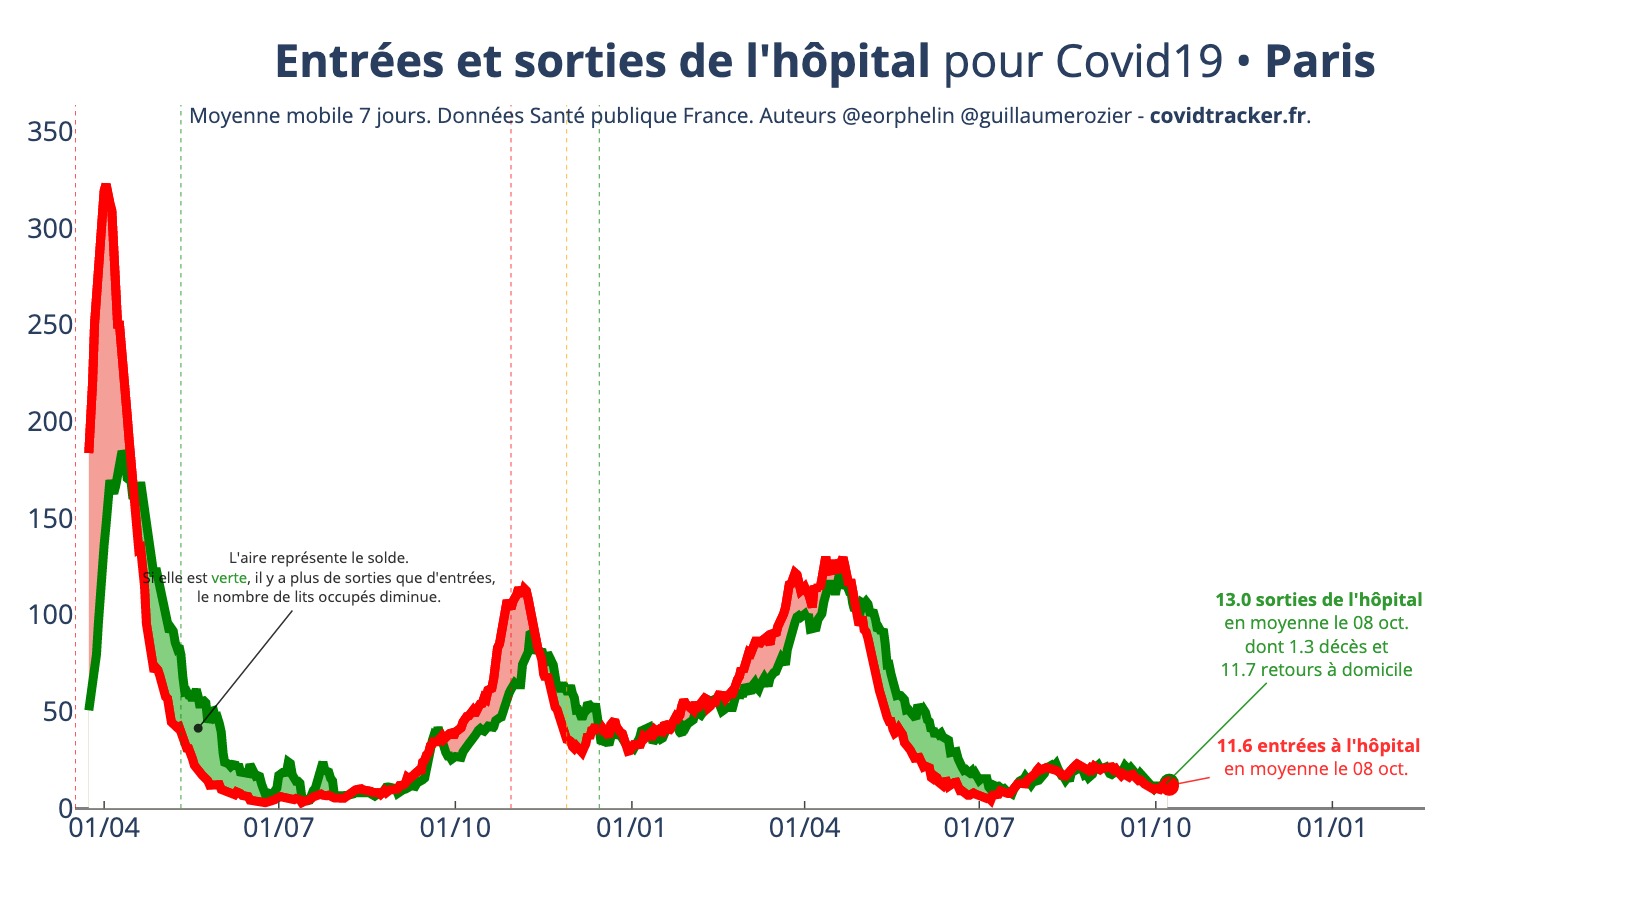 Entrées et sorties de l'hôpital pour Covid19 • Paris
Moyenne mobile 7 jours. Données Santé publique France. Auteurs @eorphelin @guillaumerozier - covidtracker.fr.
350
300
250
200
150
100
50
0
L'aire représente le solde.
Si elle est verte, il y a plus de sorties que d'entrées,
le nombre de lits occupés diminue.
13.0 sorties de l'hôpital
en moyenne le 08 oct.
dont 1.3 décès et
11.7 retours à domicile
11.6 entrées à l'hôpital
en moyenne le 08 oct.
01/04 01/07 01/10 01/01 01/04 01/07 01/10 01/01